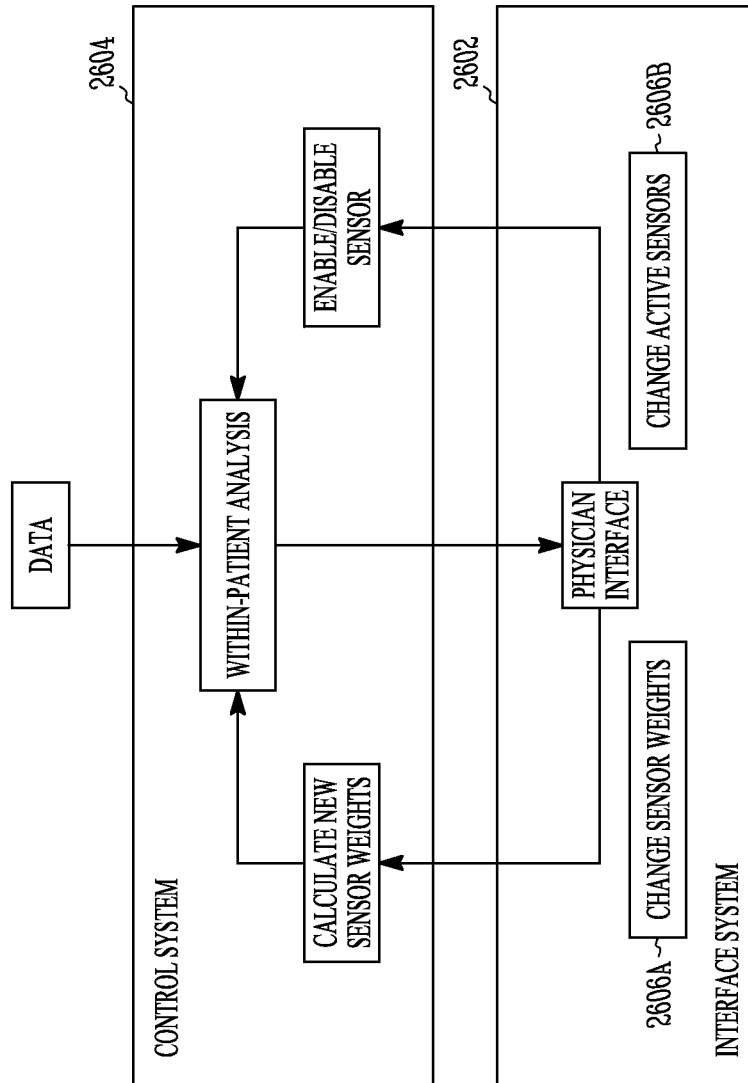 DATA
2604
CONTROL SYSTEM
WITHIN-PATIENT ANALYSIS
CALCULATE NEW
SENSOR WEIGHTS
ENABLE/DISABLE
SENSOR
2602
PHYSICIAN
INTERFACE
2606A
CHANGE SENSOR WEIGHTS
CHANGE ACTIVE SENSORS
2606B
INTERFACE SYSTEM